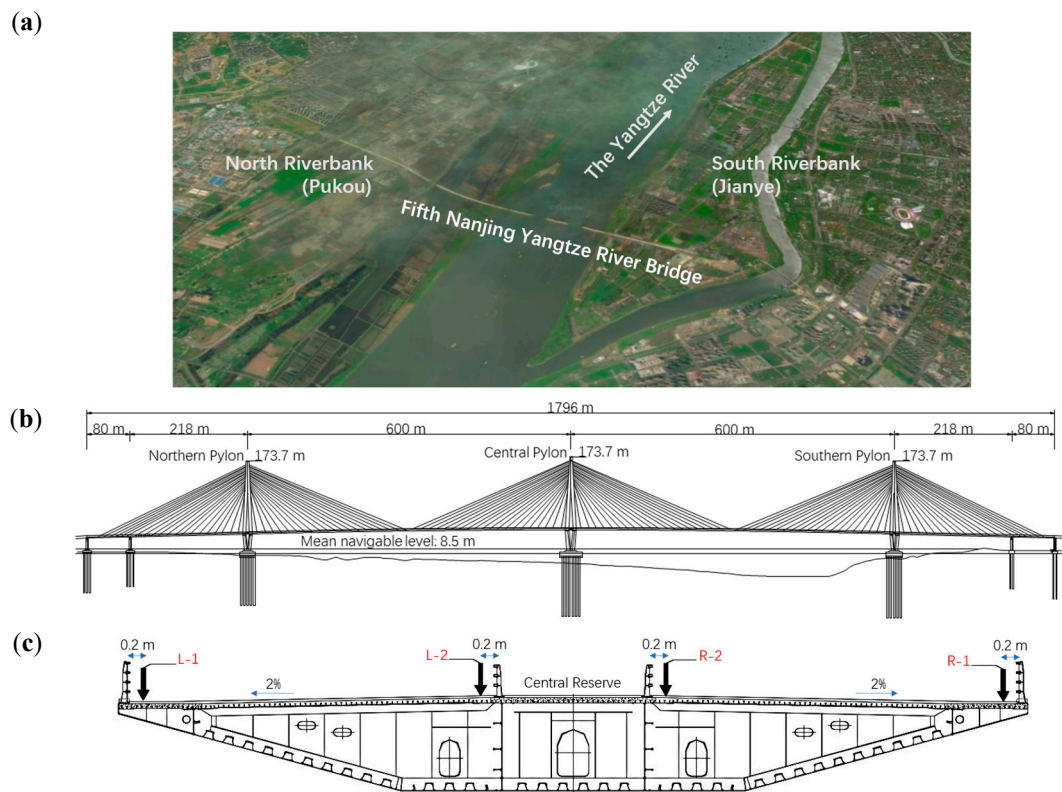 (a)
The Yangtze River
North Riverbank
(Pukou)
South Riverbank
(Jianye)
Fifth Nanjing Yangtze River Bridge
(b)
1796 m
80 m 218 m 600 m 600 m 218 m 80 m
Northern Pylon 173.7 m Central Pylon 173.7 m Southern Pylon 173.7 m
Mean navigable level: 8.5 m
(c)
0.2 m 0.2 m 0.2 m 0.2 m
L-1 L-2 R-2 R-1
2% Central Reserve 2%